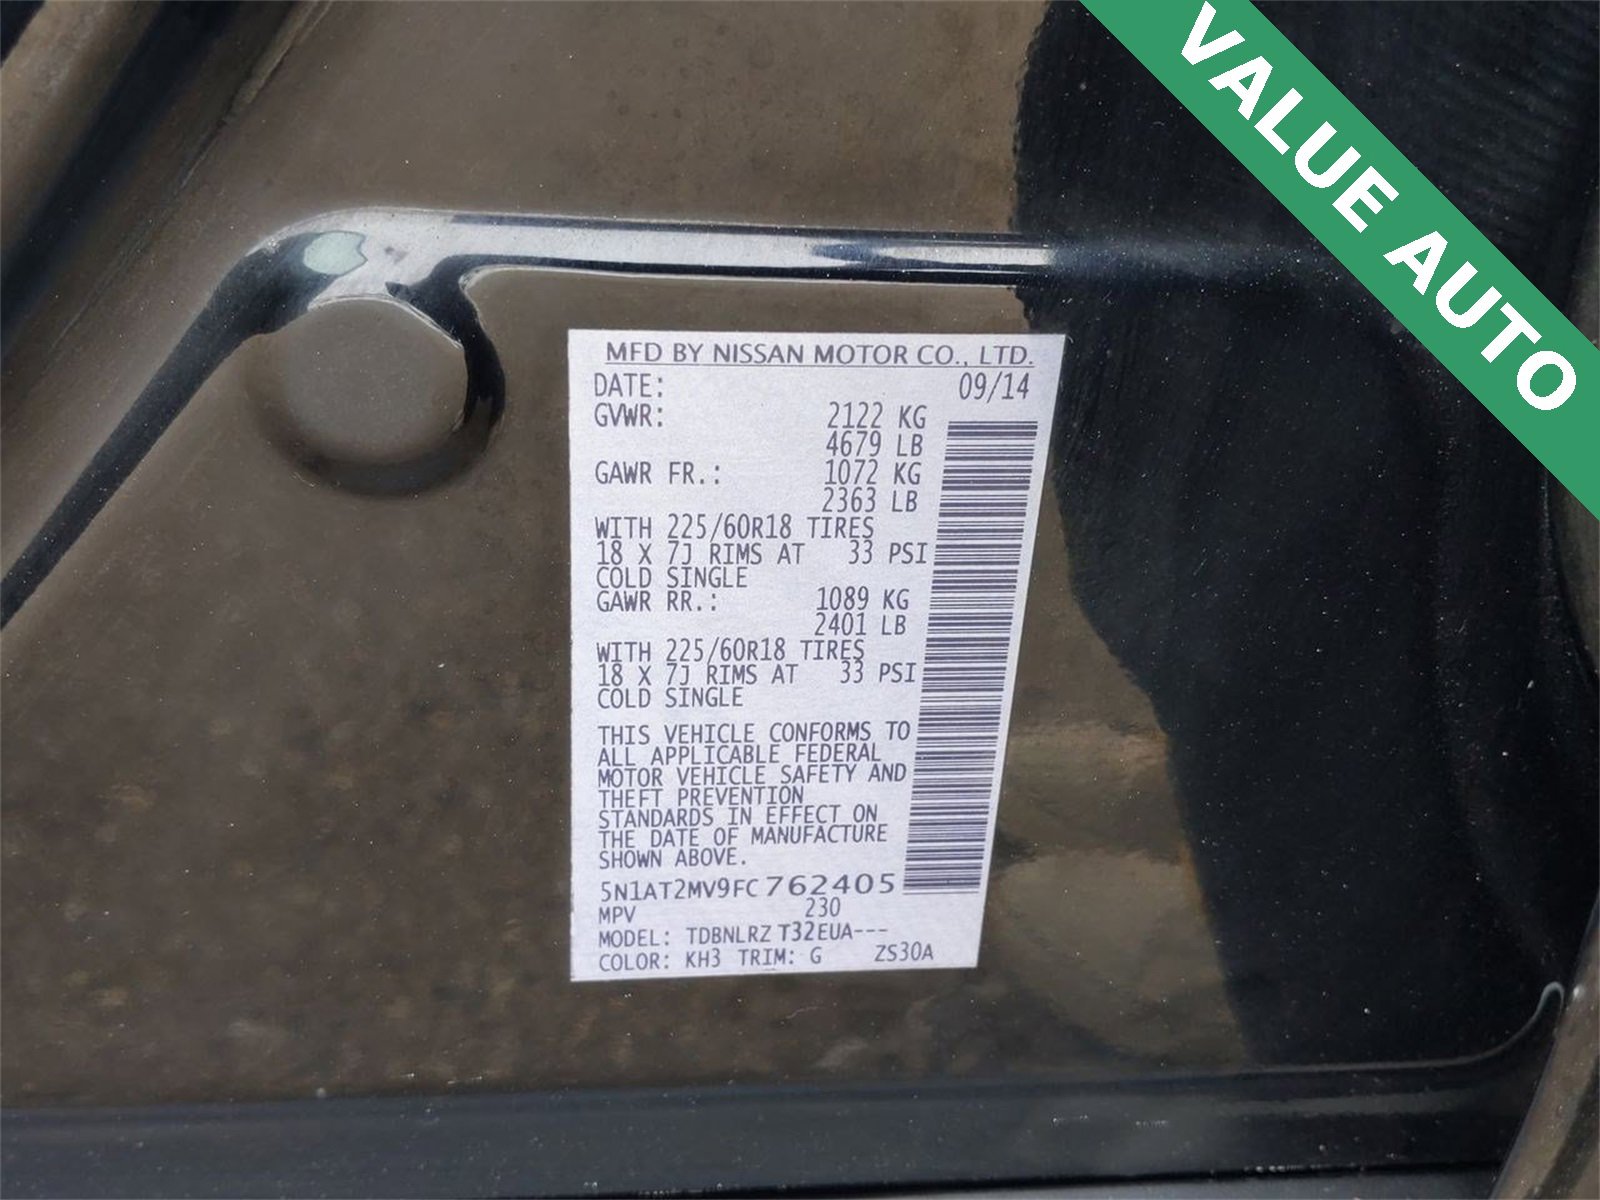 VALUE AUTO
MFD BY NISSAN MOTOR CO., LTD.
DATE: 09/14
GVWR: 2122 KG
4679 LB
GAWR FR.: 1072 KG
2363 LB
WITH 225/60R18 TIRES
18 X 7J RIMS AT 33 PSI
COLD SINGLE
GAWR RR.: 1089 KG
2401 LB
WITH 225/60R18 TIRES
18 X 7J RIMS AT 33 PSI
COLD SINGLE
THIS VEHICLE CONFORMS TO
ALL APPLICABLE FEDERAL
MOTOR VEHICLE SAFETY AND
THEFT PREVENTION
STANDARDS IN EFFECT ON
THE DATE OF MANUFACTURE
SHOWN ABOVE.
5N1AT2MV9FC762405
MPV 230
MODEL: TDBNLRZ T32EUA---
COLOR: KH3 TRIM: G ZS30A